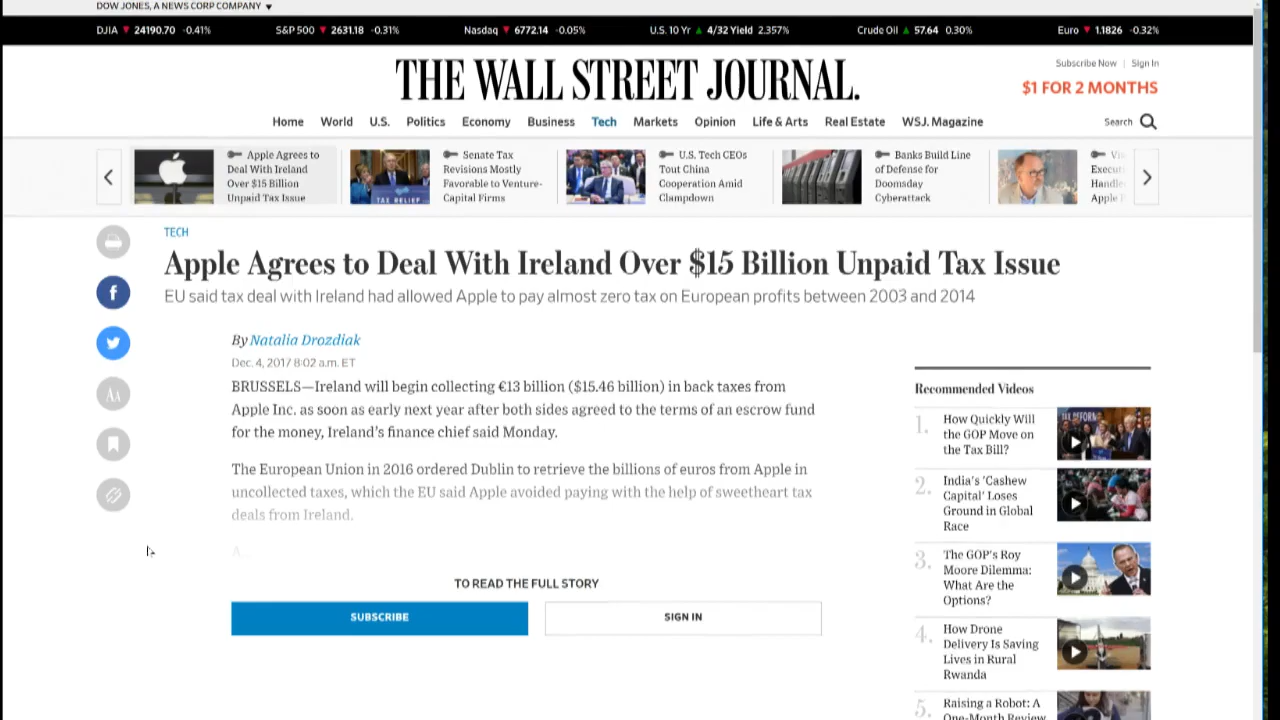 DOW JONES, A NEWS CORP COMPANY
DJIA 24190.70 -0.41% S&P 500 2631.18 -0.31% Nasdaq 6772.14 -0.05% U.S. 10 Yr 4/32 Yield 2.357% Crude Oil 57.64 0.30% Euro 1.1826 -0.32%
Subscribe Now | Sign In
THE WALL STREET JOURNAL.
$1 FOR 2 MONTHS
Home World U.S. Politics Economy Business Tech Markets Opinion Life & Arts Real Estate WSJ. Magazine Search
Apple Agrees to
Deal With Ireland
Over $15 Billion
Unpaid Tax Issue
TAX RELIEF
Senate Tax
Revisions Mostly
Favorable to Venture-
Capital Firms
U.S. Tech CEOs
Tout China
Cooperation Amid
Clampdown
Banks Build Line
of Defense for
Doomsday
Cyberattack
Execut
Handle
Apple
TECH
Apple Agrees to Deal With Ireland Over $15 Billion Unpaid Tax Issue
EU said tax deal with Ireland had allowed Apple to pay almost zero tax on European profits between 2003 and 2014
By Natalia Drozdiak
Dec. 4, 2017 8:02 a.m. ET
BRUSSELS—Ireland will begin collecting €13 billion ($15.46 billion) in back taxes from
Apple Inc. as soon as early next year after both sides agreed to the terms of an escrow fund
for the money, Ireland's finance chief said Monday.
The European Union in 2016 ordered Dublin to retrieve the billions of euros from Apple in
uncollected taxes, which the EU said Apple avoided paying with the help of sweetheart tax
deals from Ireland.
A...
TO READ THE FULL STORY
SUBSCRIBE SIGN IN
Recommended Videos
1. How Quickly Will
the GOP Move on
the Tax Bill?
2. India's 'Cashew
Capital' Loses
Ground in Global
Race
3. The GOP's Roy
Moore Dilemma:
What Are the
Options?
4. How Drone
Delivery Is Saving
Lives in Rural
Rwanda
5. Raising a Robot: A
One-Month Review